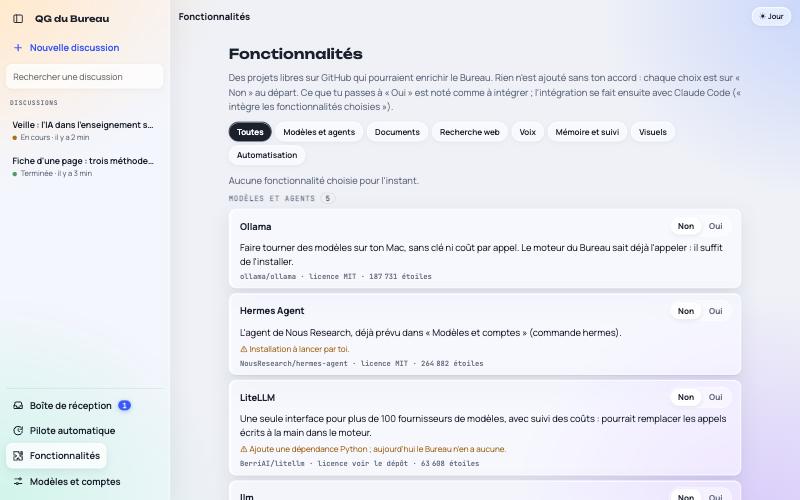 QG du Bureau
Nouvelle discussion
Rechercher une discussion
DISCUSSIONS
Veille : l'IA dans l'enseignement s…
En cours · il y a 2 min
Fiche d'une page : trois méthode…
Terminée · il y a 3 min
Boîte de réception 1
Pilote automatique
Fonctionnalités
Modèles et comptes
Fonctionnalités
☀ Jour
Fonctionnalités
Des projets libres sur GitHub qui pourraient enrichir le Bureau. Rien n'est ajouté sans ton accord : chaque choix est sur «
Non » au départ. Ce que tu passes à « Oui » est noté comme à intégrer ; l'intégration se fait ensuite avec Claude Code («
intègre les fonctionnalités choisies »).
Toutes Modèles et agents Documents Recherche web Voix Mémoire et suivi Visuels
Automatisation
Aucune fonctionnalité choisie pour l'instant.
MODÈLES ET AGENTS 5
Ollama Non Oui
Faire tourner des modèles sur ton Mac, sans clé ni coût par appel. Le moteur du Bureau sait déjà l'appeler : il suffit
de l'installer.
ollama/ollama · licence MIT · 187 731 étoiles
Hermes Agent Non Oui
L'agent de Nous Research, déjà prévu dans « Modèles et comptes » (commande hermes).
⚠ Installation à lancer par toi.
NousResearch/hermes-agent · licence MIT · 264 882 étoiles
LiteLLM Non Oui
Une seule interface pour plus de 100 fournisseurs de modèles, avec suivi des coûts : pourrait remplacer les appels
écrits à la main dans le moteur.
⚠ Ajoute une dépendance Python ; aujourd'hui le Bureau n'en a aucune.
BerriAI/litellm · licence voir le dépôt · 63 608 étoiles
llm Non Oui